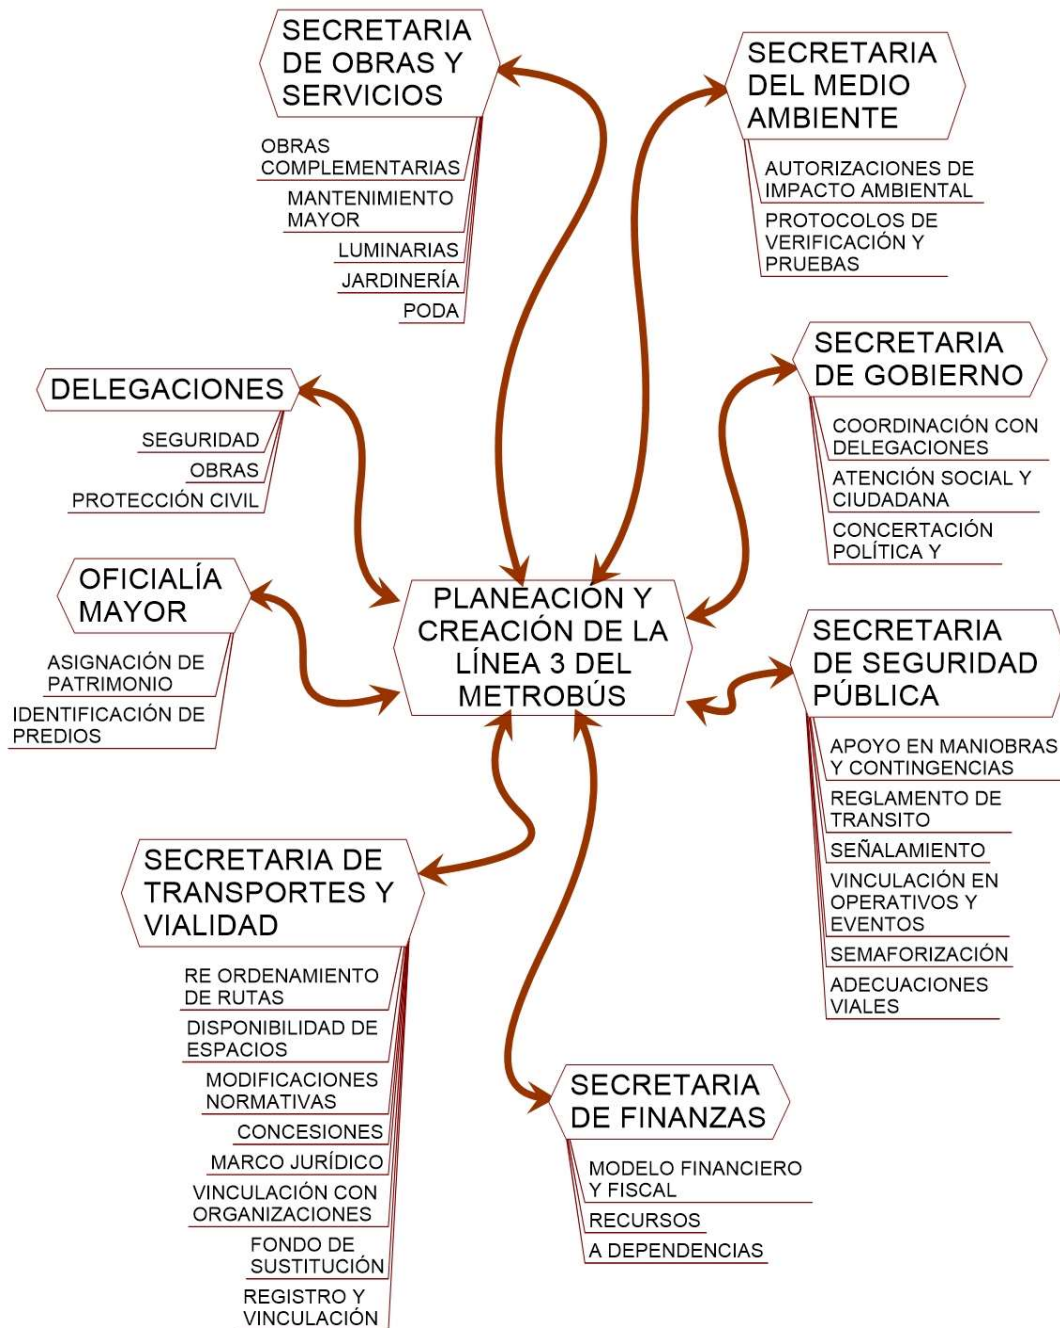 SECRETARIA
DE OBRAS Y
SERVICIOS
OBRAS
COMPLEMENTARIAS
MANTENIMIENTO
MAYOR
LUMINARIAS
JARDINERÍA
PODA
SECRETARIA
DEL MEDIO
AMBIENTE
AUTORIZACIONES DE
IMPACTO AMBIENTAL
PROTOCOLOS DE
VERIFICACIÓN Y
PRUEBAS
DELEGACIONES
SEGURIDAD
OBRAS
PROTECCIÓN CIVIL
SECRETARIA
DE GOBIERNO
COORDINACIÓN CON
DELEGACIONES
ATENCIÓN SOCIAL Y
CIUDADANA
CONCERTACIÓN
POLÍTICA Y
OFICIALÍA
MAYOR
ASIGNACIÓN DE
PATRIMONIO
IDENTIFICACIÓN DE
PREDIOS
PLANEACIÓN Y
CREACIÓN DE LA
LÍNEA 3 DEL
METROBÚS
SECRETARIA
DE SEGURIDAD
PÚBLICA
APOYO EN MANIOBRAS
Y CONTINGENCIAS
REGLAMENTO DE
TRANSITO
SEÑALAMIENTO
VINCULACIÓN EN
OPERATIVOS Y
EVENTOS
SEMAFORIZACIÓN
ADECUACIONES
VIALES
SECRETARIA DE
TRANSPORTES Y
VIALIDAD
RE ORDENAMIENTO
DE RUTAS
DISPONIBILIDAD DE
ESPACIOS
MODIFICACIONES
NORMATIVAS
CONCESIONES
MARCO JURÍDICO
VINCULACIÓN CON
ORGANIZACIONES
FONDO DE
SUSTITUCIÓN
REGISTRO Y
VINCULACIÓN
SECRETARIA
DE FINANZAS
MODELO FINANCIERO
Y FISCAL
RECURSOS
A DEPENDENCIAS